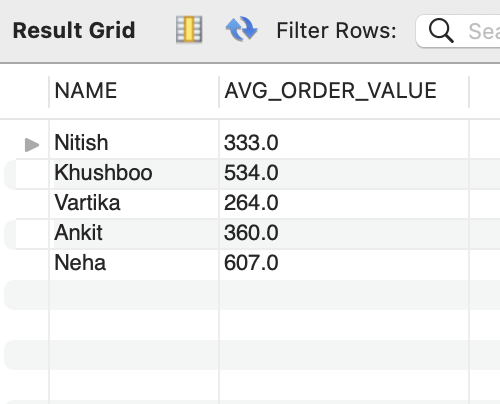 Result Grid Filter Rows: Sea
NAME AVG_ORDER_VALUE
Nitish 333.0
Khushboo 534.0
Vartika 264.0
Ankit 360.0
Neha 607.0